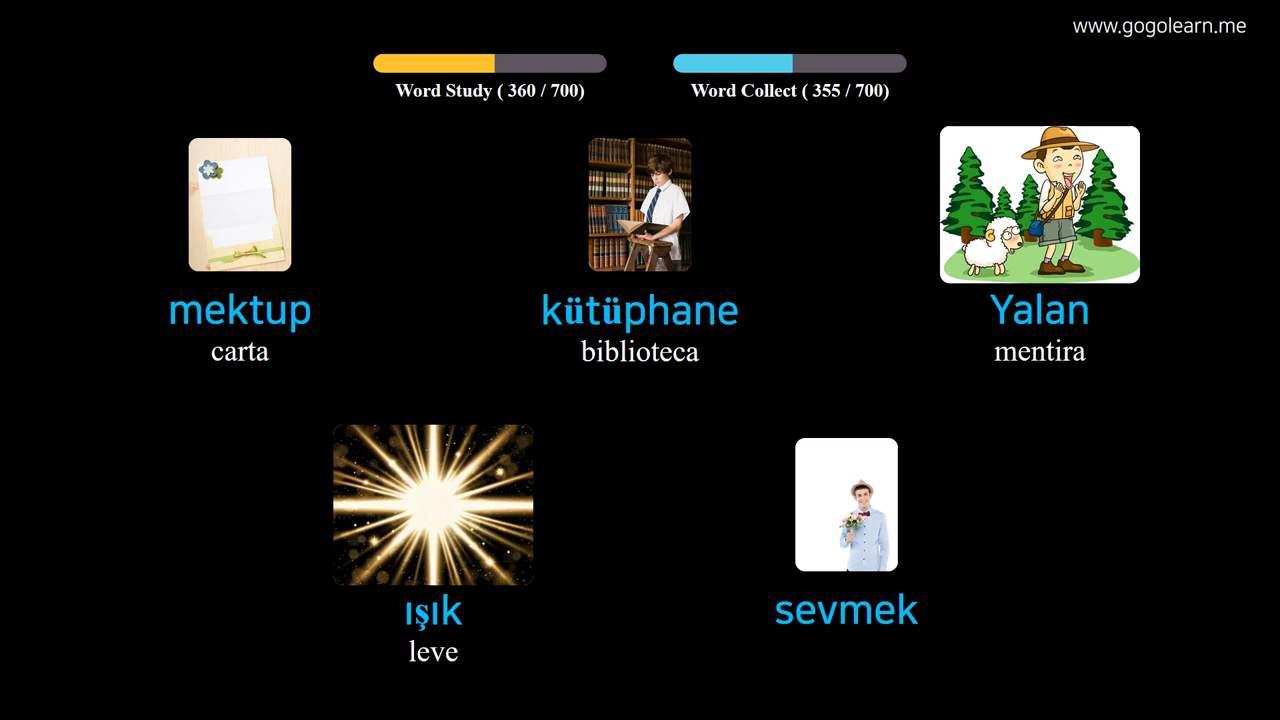 www.gogolearn.me
Word Study ( 360 / 700)
Word Collect ( 355 / 700)
mektup
carta
kütüphane
biblioteca
Yalan
mentira
ışık
leve
sevmek